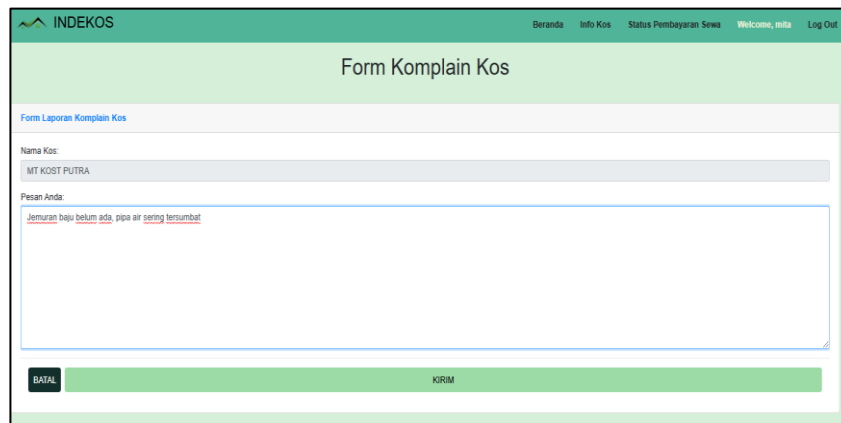 INDEKOS
Beranda Info Kos Status Pembayaran Sewa Welcome, mita Log Out
Form Komplain Kos
Form Laporan Komplain Kos
Nama Kos:
MT KOST PUTRA
Pesan Anda:
Jemuran baju belum ada, pipa air sering tersumbat
BATAL KIRIM